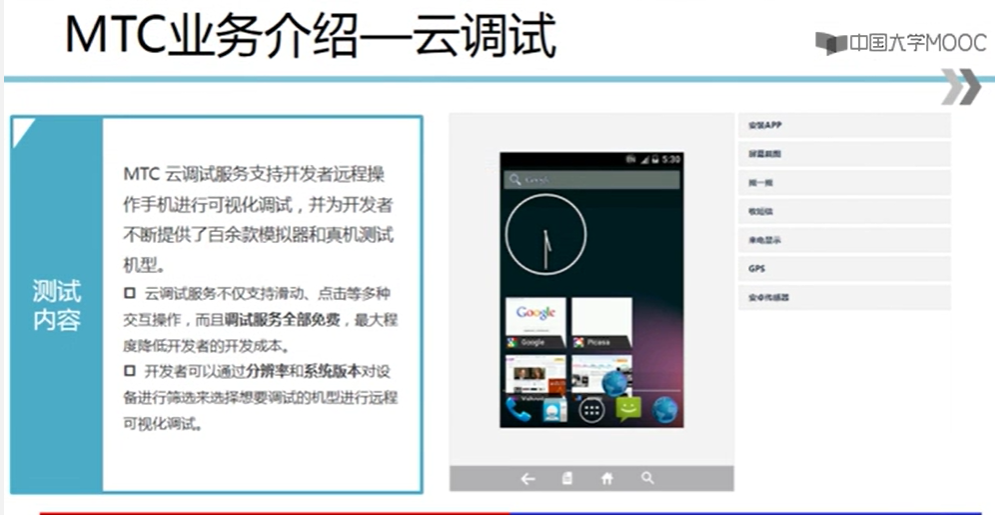 MTC业务介绍—云调试
中国大学MOOC
测试
内容
MTC 云调试服务支持开发者远程操
作手机进行可视化调试，并为开发者
不断提供了百余款模拟器和真机测试
机型。
云调试服务不仅支持滑动、点击等多种
交互操作，而且调试服务全部免费，最大程
度降低开发者的开发成本。
开发者可以通过分辨率和系统版本对设
备进行筛选来选择想要调试的机型进行远程
可视化调试。
5:30
Google
Google
Picasa
安装APP
屏幕截图
摇一摇
收短信
来电显示
GPS
安卓传感器